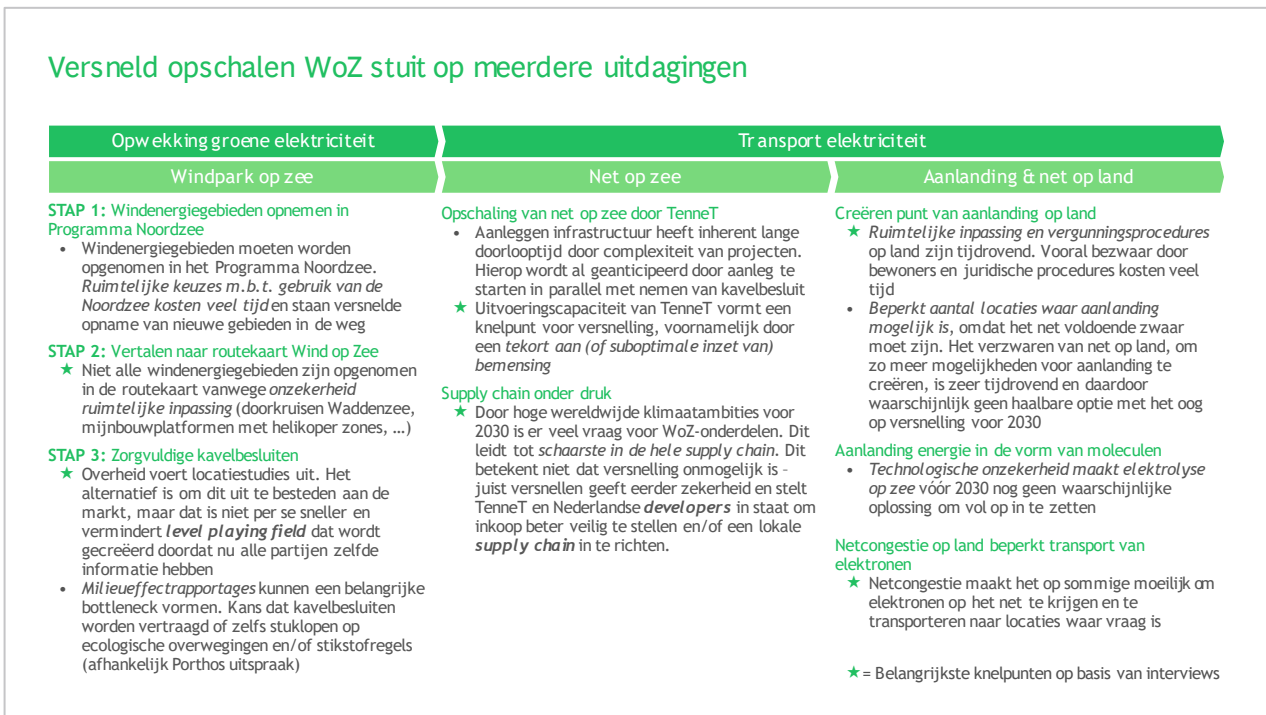 Versneld opschalen WoZ stuit op meerdere uitdagingen
Opwekking groene elektriciteit
Transport elektriciteit
Windpark op zee
Net op zee
Aanlanding & net op land
STAP 1: Windenergiegebieden opnemen in
Programma Noordzee
• Windenergiegebieden moeten worden
opgenomen in het Programma Noordzee.
Ruimtelijke keuzes m.b.t. gebruik van de
Noordzee kosten veel tijd en staan versnelde
opname van nieuwe gebieden in de weg
STAP 2: Vertalen naar routekaart Wind op Zee
★ Niet alle windenergiegebieden zijn opgenomen
in de routekaart vanwege onzekerheid
ruimtelijke inpassing (doorkruisen Waddenzee,
mijnbouwplatformen met helikoper zones, …)
STAP 3: Zorgvuldige kavelbesluiten
★ Overheid voert locatiestudies uit. Het
alternatief is om dit uit te besteden aan de
markt, maar dat is niet per se sneller en
vermindert level playing field dat wordt
gecreëerd doordat nu alle partijen zelfde
informatie hebben
• Milieueffectrapportages kunnen een belangrijke
bottleneck vormen. Kans dat kavelbesluiten
worden vertraagd of zelfs stuklopen op
ecologische overwegingen en/of stikstofregels
(afhankelijk Porthos uitspraak)
Opschaling van net op zee door TenneT
• Aanleggen infrastructuur heeft inherent lange
doorlooptijd door complexiteit van projecten.
Hierop wordt al geanticipeerd door aanleg te
starten in parallel met nemen van kavelbesluit
★ Uitvoeringscapaciteit van TenneT vormt een
knelpunt voor versnelling, voornamelijk door
een tekort aan (of suboptimale inzet van)
bemensing
Supply chain onder druk
★ Door hoge wereldwijde klimaatambities voor
2030 is er veel vraag voor WoZ-onderdelen. Dit
leidt tot schaarste in de hele supply chain. Dit
betekent niet dat versnelling onmogelijk is –
juist versnellen geeft eerder zekerheid en stelt
TenneT en Nederlandse developers in staat om
inkoop beter veilig te stellen en/of een lokale
supply chain in te richten.
Creëren punt van aanlanding op land
★ Ruimtelijke inpassing en vergunningsprocedures
op land zijn tijdrovend. Vooral bezwaar door
bewoners en juridische procedures kosten veel
tijd
• Beperkt aantal locaties waar aanlanding
mogelijk is, omdat het net voldoende zwaar
moet zijn. Het verzwaren van net op land, om
zo meer mogelijkheden voor aanlanding te
creëren, is zeer tijdrovend en daardoor
waarschijnlijk geen haalbare optie met het oog
op versnelling voor 2030
Aanlanding energie in de vorm van moleculen
• Technologische onzekerheid maakt elektrolyse
op zee vóór 2030 nog geen waarschijnlijke
oplossing om vol op in te zetten
Netcongestie op land beperkt transport van
elektronen
★ Netcongestie maakt het op sommige moeilijk om
elektronen op het net te krijgen en te
transporteren naar locaties waar vraag is
★ = Belangrijkste knelpunten op basis van interviews